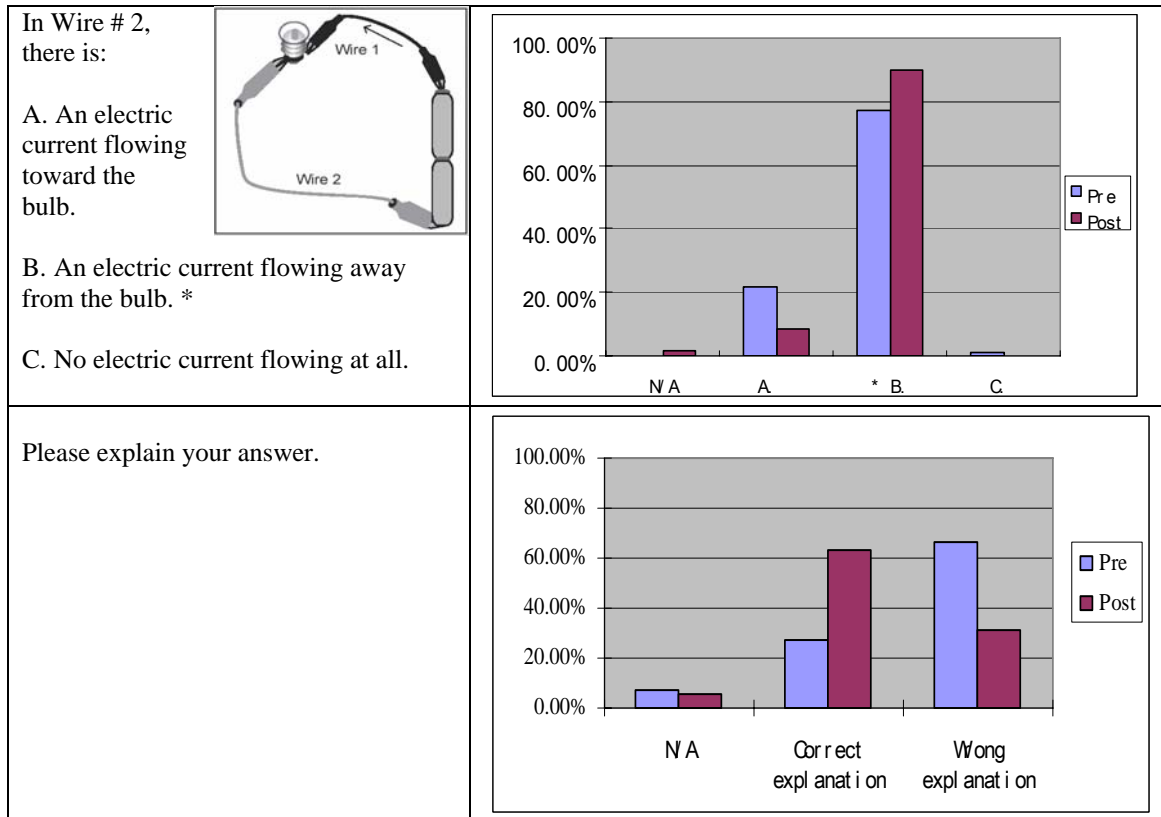 In Wire # 2,
there is:
A. An electric
current flowing
toward the
bulb.
B. An electric current flowing away
from the bulb. *
C. No electric current flowing at all.
Wire 1
Wire 2
100. 00%
80. 00%
60. 00%
40. 00%
20. 00%
0. 00%
N/A A. * B. C.
Pre
Post
Please explain your answer.
100.00%
80.00%
60.00%
40.00%
20.00%
0.00%
N/A Correct Wrong
explanation explanation
Pre
Post